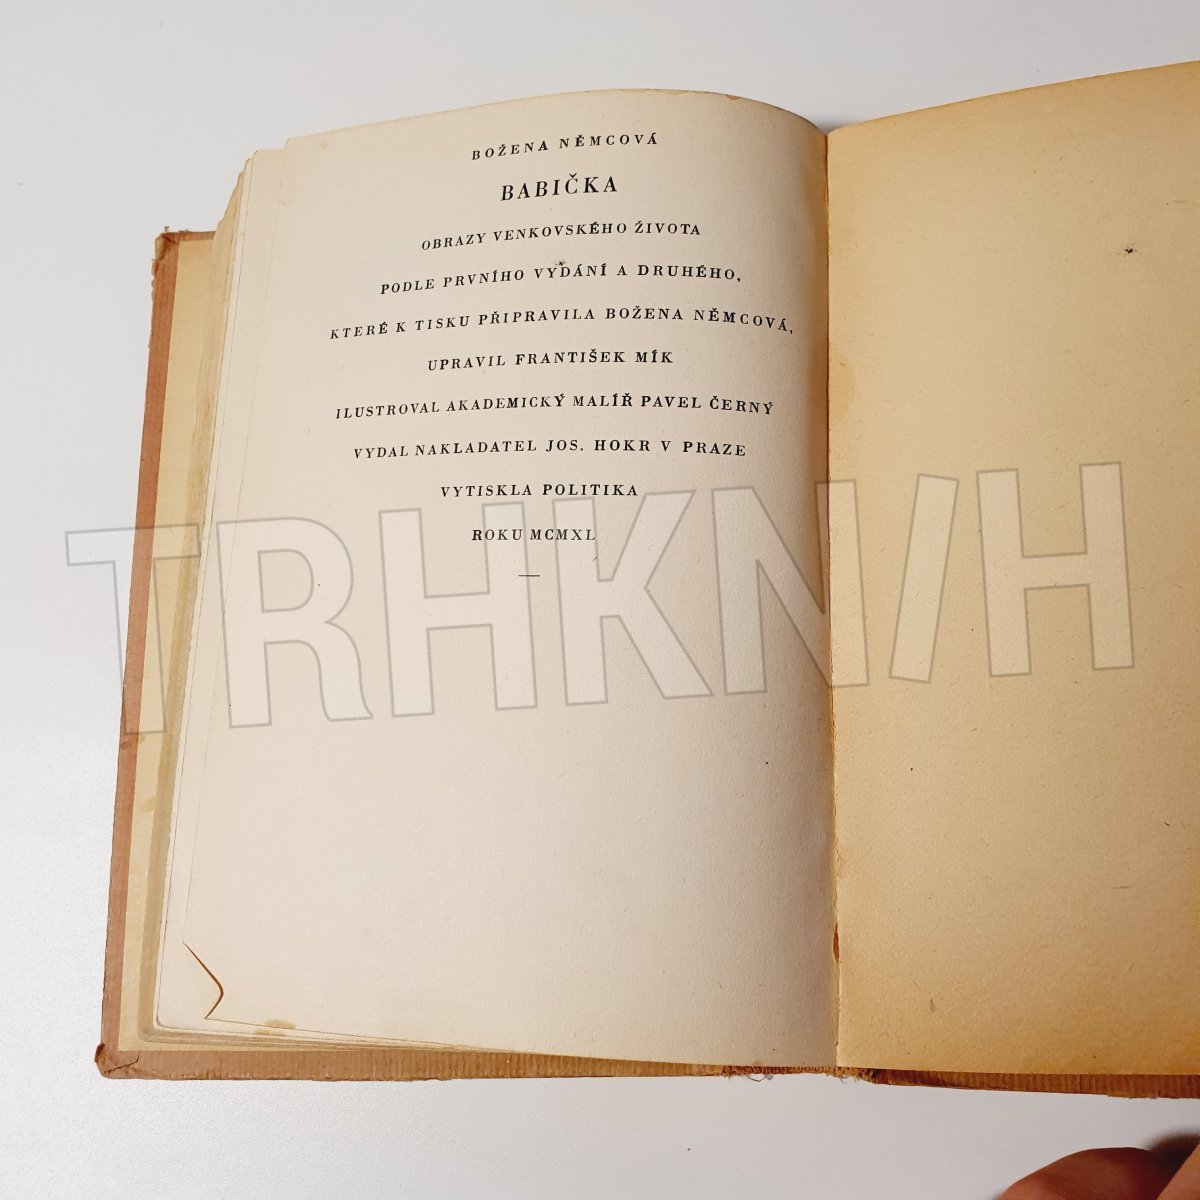 BOŽENA NĚMCOVÁ
BABIČKA
OBRAZY VENKOVSKÉHO ŽIVOTA
PODLE PRVNÍHO VYDÁNÍ A DRUHÉHO,
KTERÉ K TISKU PŘIPRAVILA BOŽENA NĚMCOVÁ,
UPRAVIL FRANTIŠEK MÍK
ILUSTROVAL AKADEMICKÝ MALÍŘ PAVEL ČERNÝ
VYDAL NAKLADATEL JOS. HOKR V PRAZE
VYTISKLA POLITIKA
ROKU MCMXL
TRHKNI/H